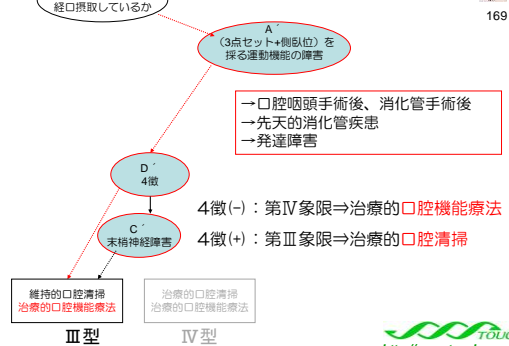 経口摂取しているか
169
A´
（3点セット+側臥位）を
採る運動機能の障害
→口腔咽頭手術後、消化管手術後
→先天的消化管疾患
→発達障害
D´
4徴
4徴(-)：第Ⅳ象限⇒治療的口腔機能療法
C´
末梢神経障害
4徴(+)：第Ⅲ象限⇒治療的口腔清掃
維持的口腔清掃
治療的口腔機能療法
治療的口腔清掃
治療的口腔機能療法
Ⅲ型
Ⅳ型
TOUC